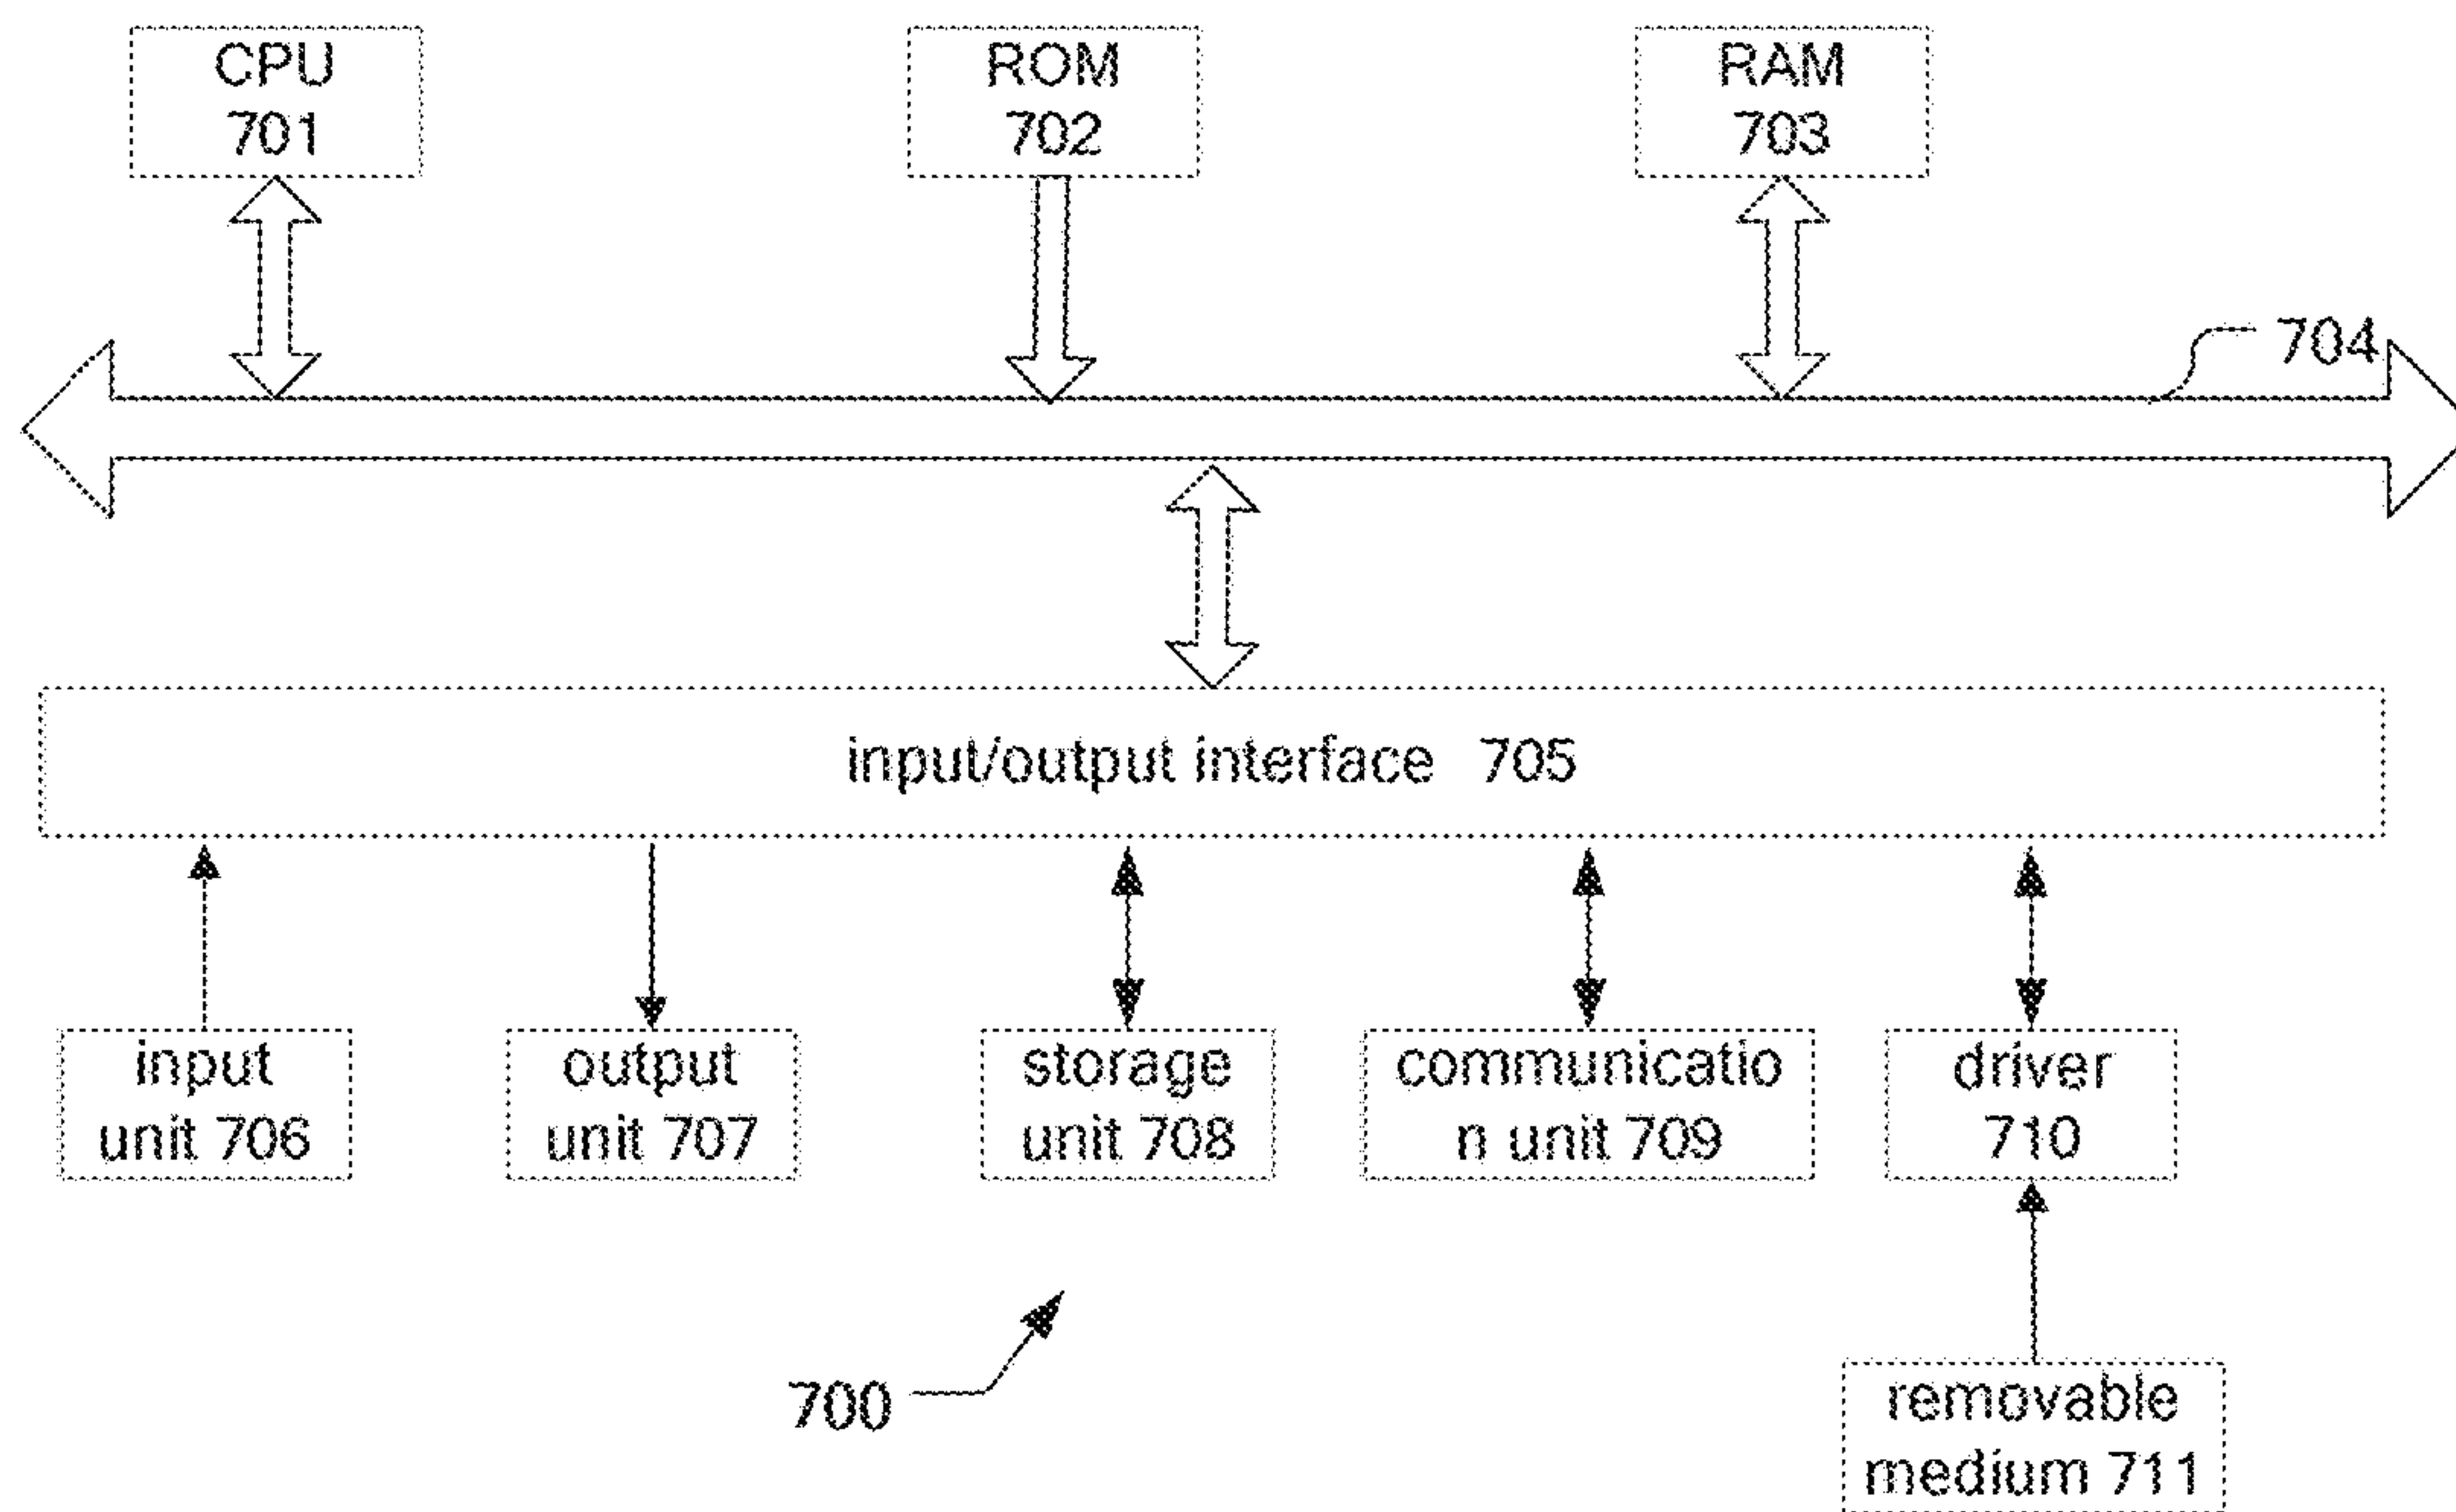 CPU
701
ROM
702
RAM
703
704
input/output interface 705
input
unit 706
output
unit 707
storage
unit 708
communicatio
n unit 709
driver
710
700
removable
medium 711